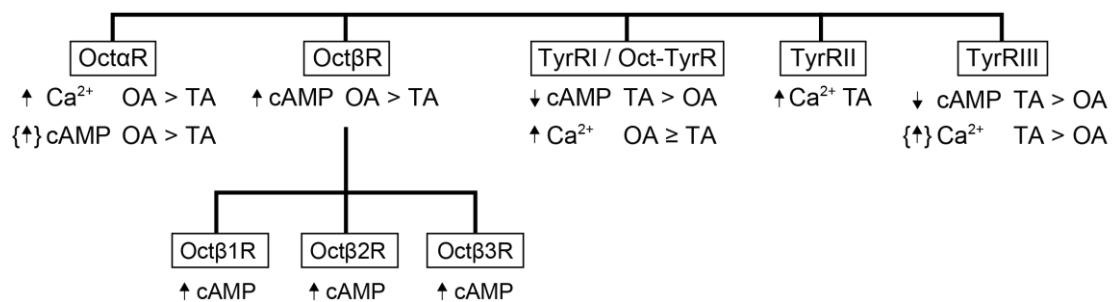 OctαR OctβR TyrRI / Oct-TyrR TyrRII TyrRIII
↑ Ca²⁺ OA > TA ↑ cAMP OA > TA ↓ cAMP TA > OA ↑ Ca²⁺ TA ↓ cAMP TA > OA
{↑} cAMP OA > TA ↑ Ca²⁺ OA ≥ TA {↑} Ca²⁺ TA > OA
Octβ1R Octβ2R Octβ3R
↑ cAMP ↑ cAMP ↑ cAMP